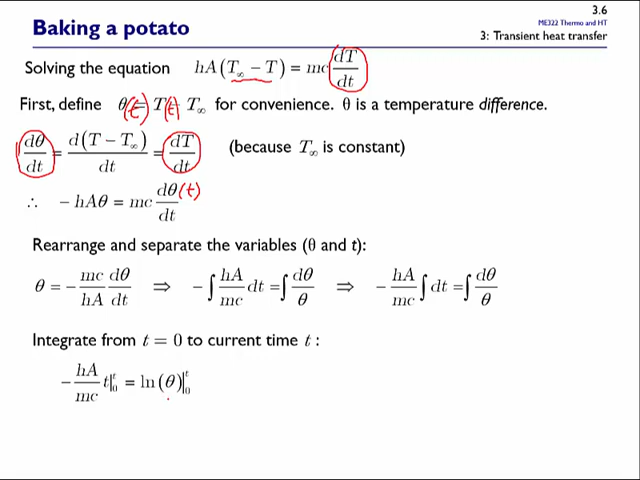 3.6
Baking a potato
ME322 Thermo and HT
3: Transient heat transfer
Solving the equation hA(T∞ − T) = mc dT/dt
First, define θ(t) = T(t) − T∞ for convenience. θ is a temperature difference.
dθ/dt = d(T − T∞)/dt = dT/dt (because T∞ is constant)
∴ −hAθ = mc dθ(t)/dt
Rearrange and separate the variables (θ and t):
θ = −mc/hA dθ/dt ⇒ −∫ hA/mc dt = ∫ dθ/θ ⇒ −hA/mc ∫ dt = ∫ dθ/θ
Integrate from t = 0 to current time t :
−hA/mc t|₀ᵗ = ln(θ)|₀ᵗ